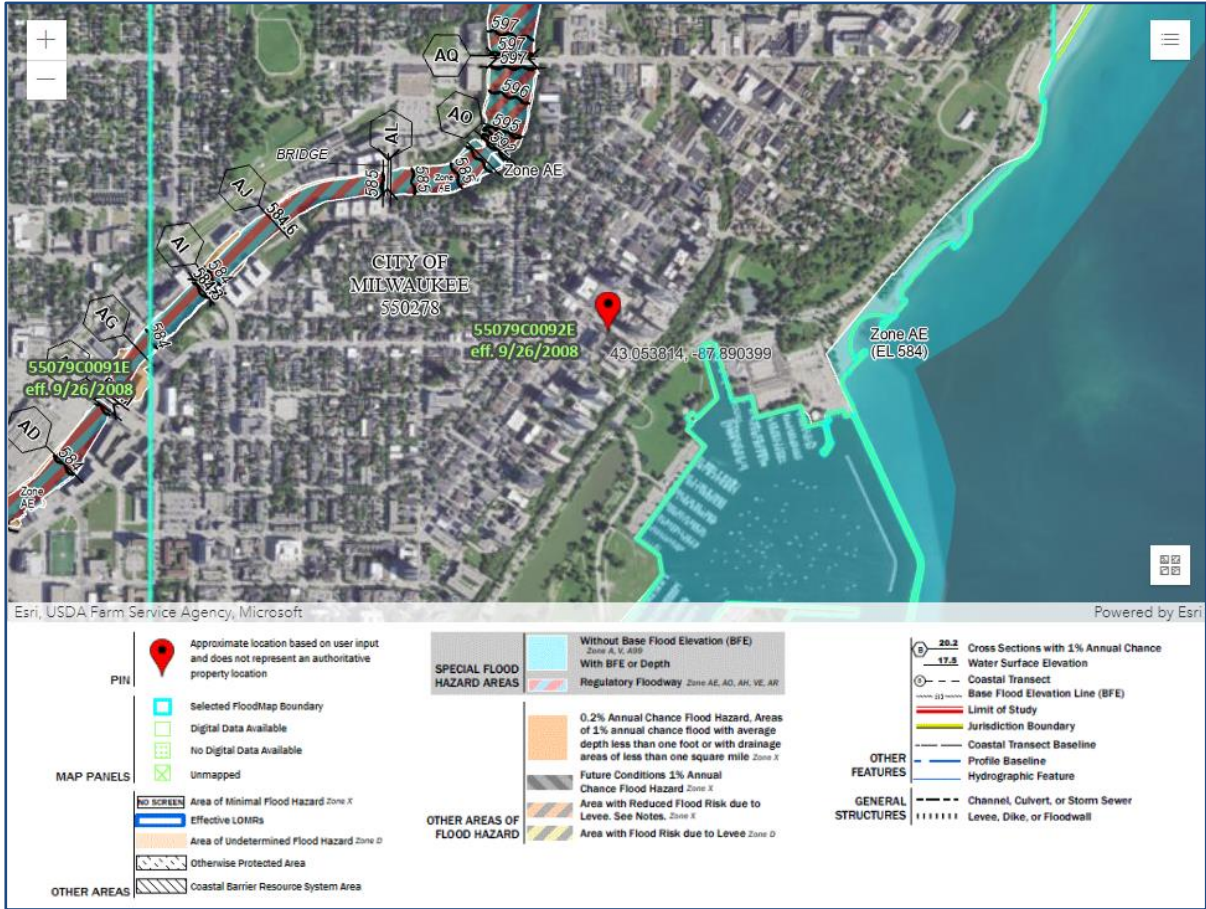 597
597
597
AQ
596
AO
595
592
AL
BRIDGE
585
585
Zone
AE
585
Zone AE
AJ
584.6
AI
584
584.3
CITY OF
MILWAUKEE
550278
AG
584
55079C0092E
eff. 9/26/2008
43.053814, -87.890399
Zone AE
(EL 584)
55079C0091E
eff. 9/26/2008
AD
584
Zone
AE
Esri, USDA Farm Service Agency, Microsoft
Powered by Esri
PIN
Approximate location based on user input
and does not represent an authoritative
property location
MAP PANELS
Selected FloodMap Boundary
Digital Data Available
No Digital Data Available
Unmapped
OTHER AREAS
NO SCREEN Area of Minimal Flood Hazard Zone X
Effective LOMRs
Area of Undetermined Flood Hazard Zone D
Otherwise Protected Area
Coastal Barrier Resource System Area
SPECIAL FLOOD
HAZARD AREAS
Without Base Flood Elevation (BFE)
Zone A, V, A99
With BFE or Depth
Regulatory Floodway Zone AE, AO, AH, VE, AR
OTHER AREAS OF
FLOOD HAZARD
0.2% Annual Chance Flood Hazard, Areas
of 1% annual chance flood with average
depth less than one foot or with drainage
areas of less than one square mile Zone X
Future Conditions 1% Annual
Chance Flood Hazard Zone X
Area with Reduced Flood Risk due to
Levee. See Notes. Zone X
Area with Flood Risk due to Levee Zone D
OTHER
FEATURES
B 20.2 Cross Sections with 1% Annual Chance
17.5 Water Surface Elevation
8 Coastal Transect
Base Flood Elevation Line (BFE)
Limit of Study
Jurisdiction Boundary
Coastal Transect Baseline
Profile Baseline
Hydrographic Feature
GENERAL
STRUCTURES
Channel, Culvert, or Storm Sewer
Levee, Dike, or Floodwall